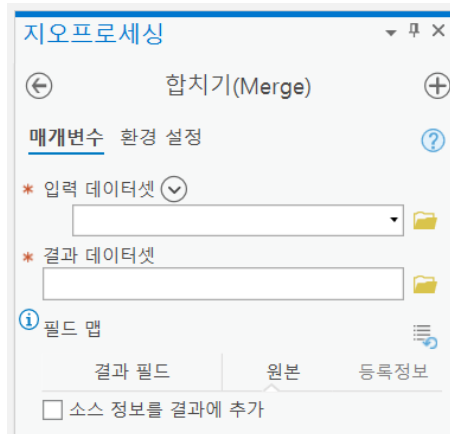 지오프로세싱
합치기(Merge)
매개변수 환경 설정
* 입력 데이터셋
* 결과 데이터셋
필드 맵
결과 필드 원본 등록정보
소스 정보를 결과에 추가